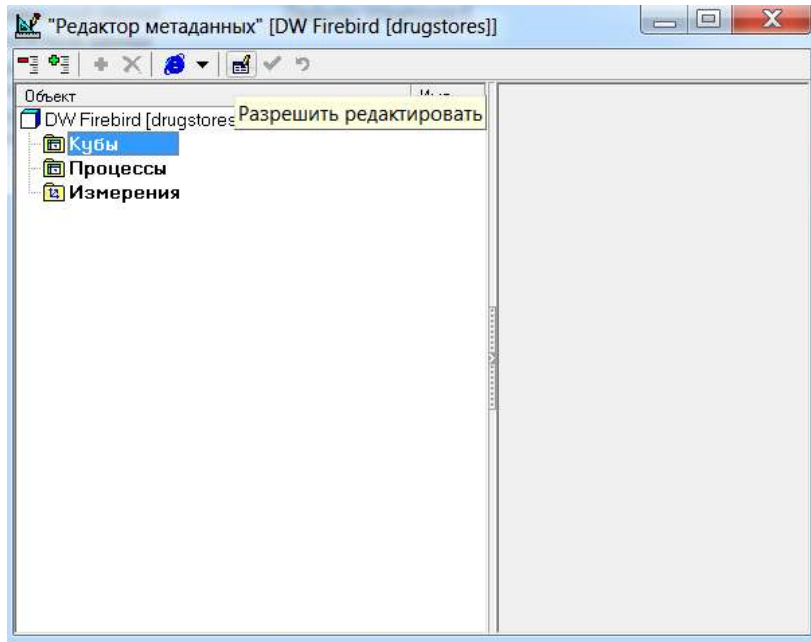 "Редактор метаданных" [DW Firebird [drugstores]]
Объект
DW Firebird [drugstores
Разрешить редактировать
Кубы
Процессы
Измерения